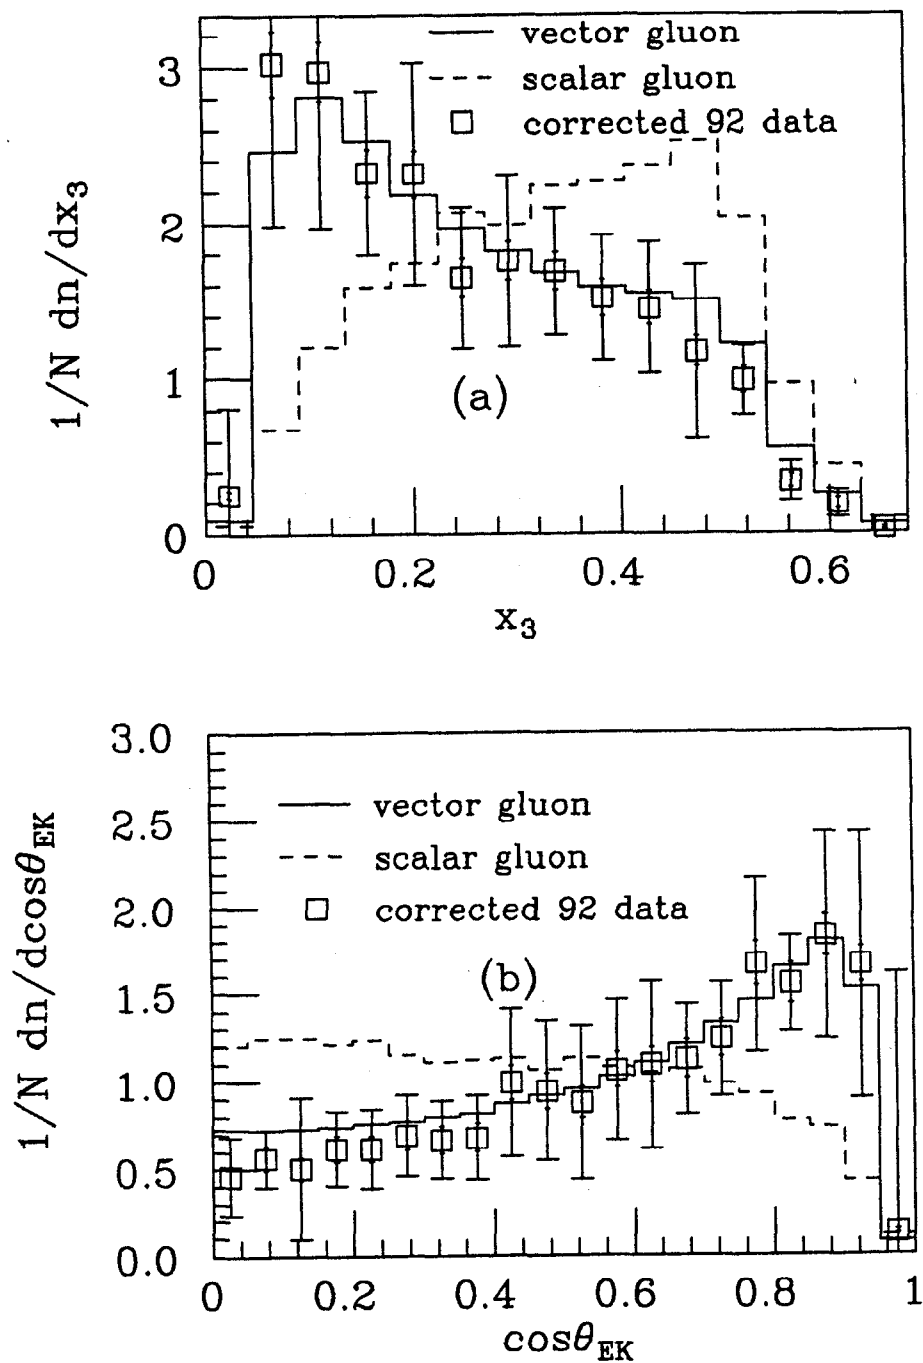 vector gluon
scalar gluon
corrected 92 data
3
2
1
0
1/N dn/dx₃
(a)
0 0.2 0.4 0.6
x₃
3.0
2.5
2.0
1.5
1.0
0.5
0.0
1/N dn/dcosθEK
vector gluon
scalar gluon
corrected 92 data
(b)
0 0.2 0.4 0.6 0.8 1
cosθEK